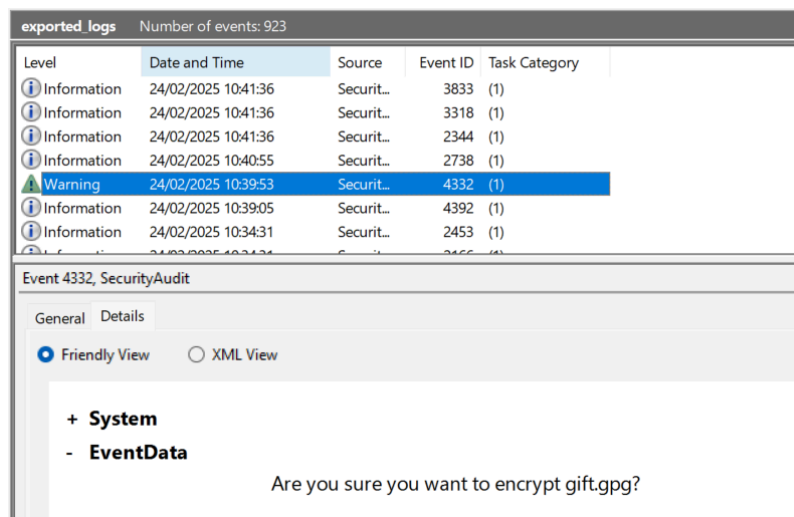 exported_logs Number of events: 923
Level Date and Time Source Event ID Task Category
Information 24/02/2025 10:41:36 Securit... 3833 (1)
Information 24/02/2025 10:41:36 Securit... 3318 (1)
Information 24/02/2025 10:41:36 Securit... 2344 (1)
Information 24/02/2025 10:40:55 Securit... 2738 (1)
Warning 24/02/2025 10:39:53 Securit... 4332 (1)
Information 24/02/2025 10:39:05 Securit... 4392 (1)
Information 24/02/2025 10:34:31 Securit... 2453 (1)
Event 4332, SecurityAudit
General Details
Friendly View XML View
+ System
- EventData
Are you sure you want to encrypt gift.gpg?